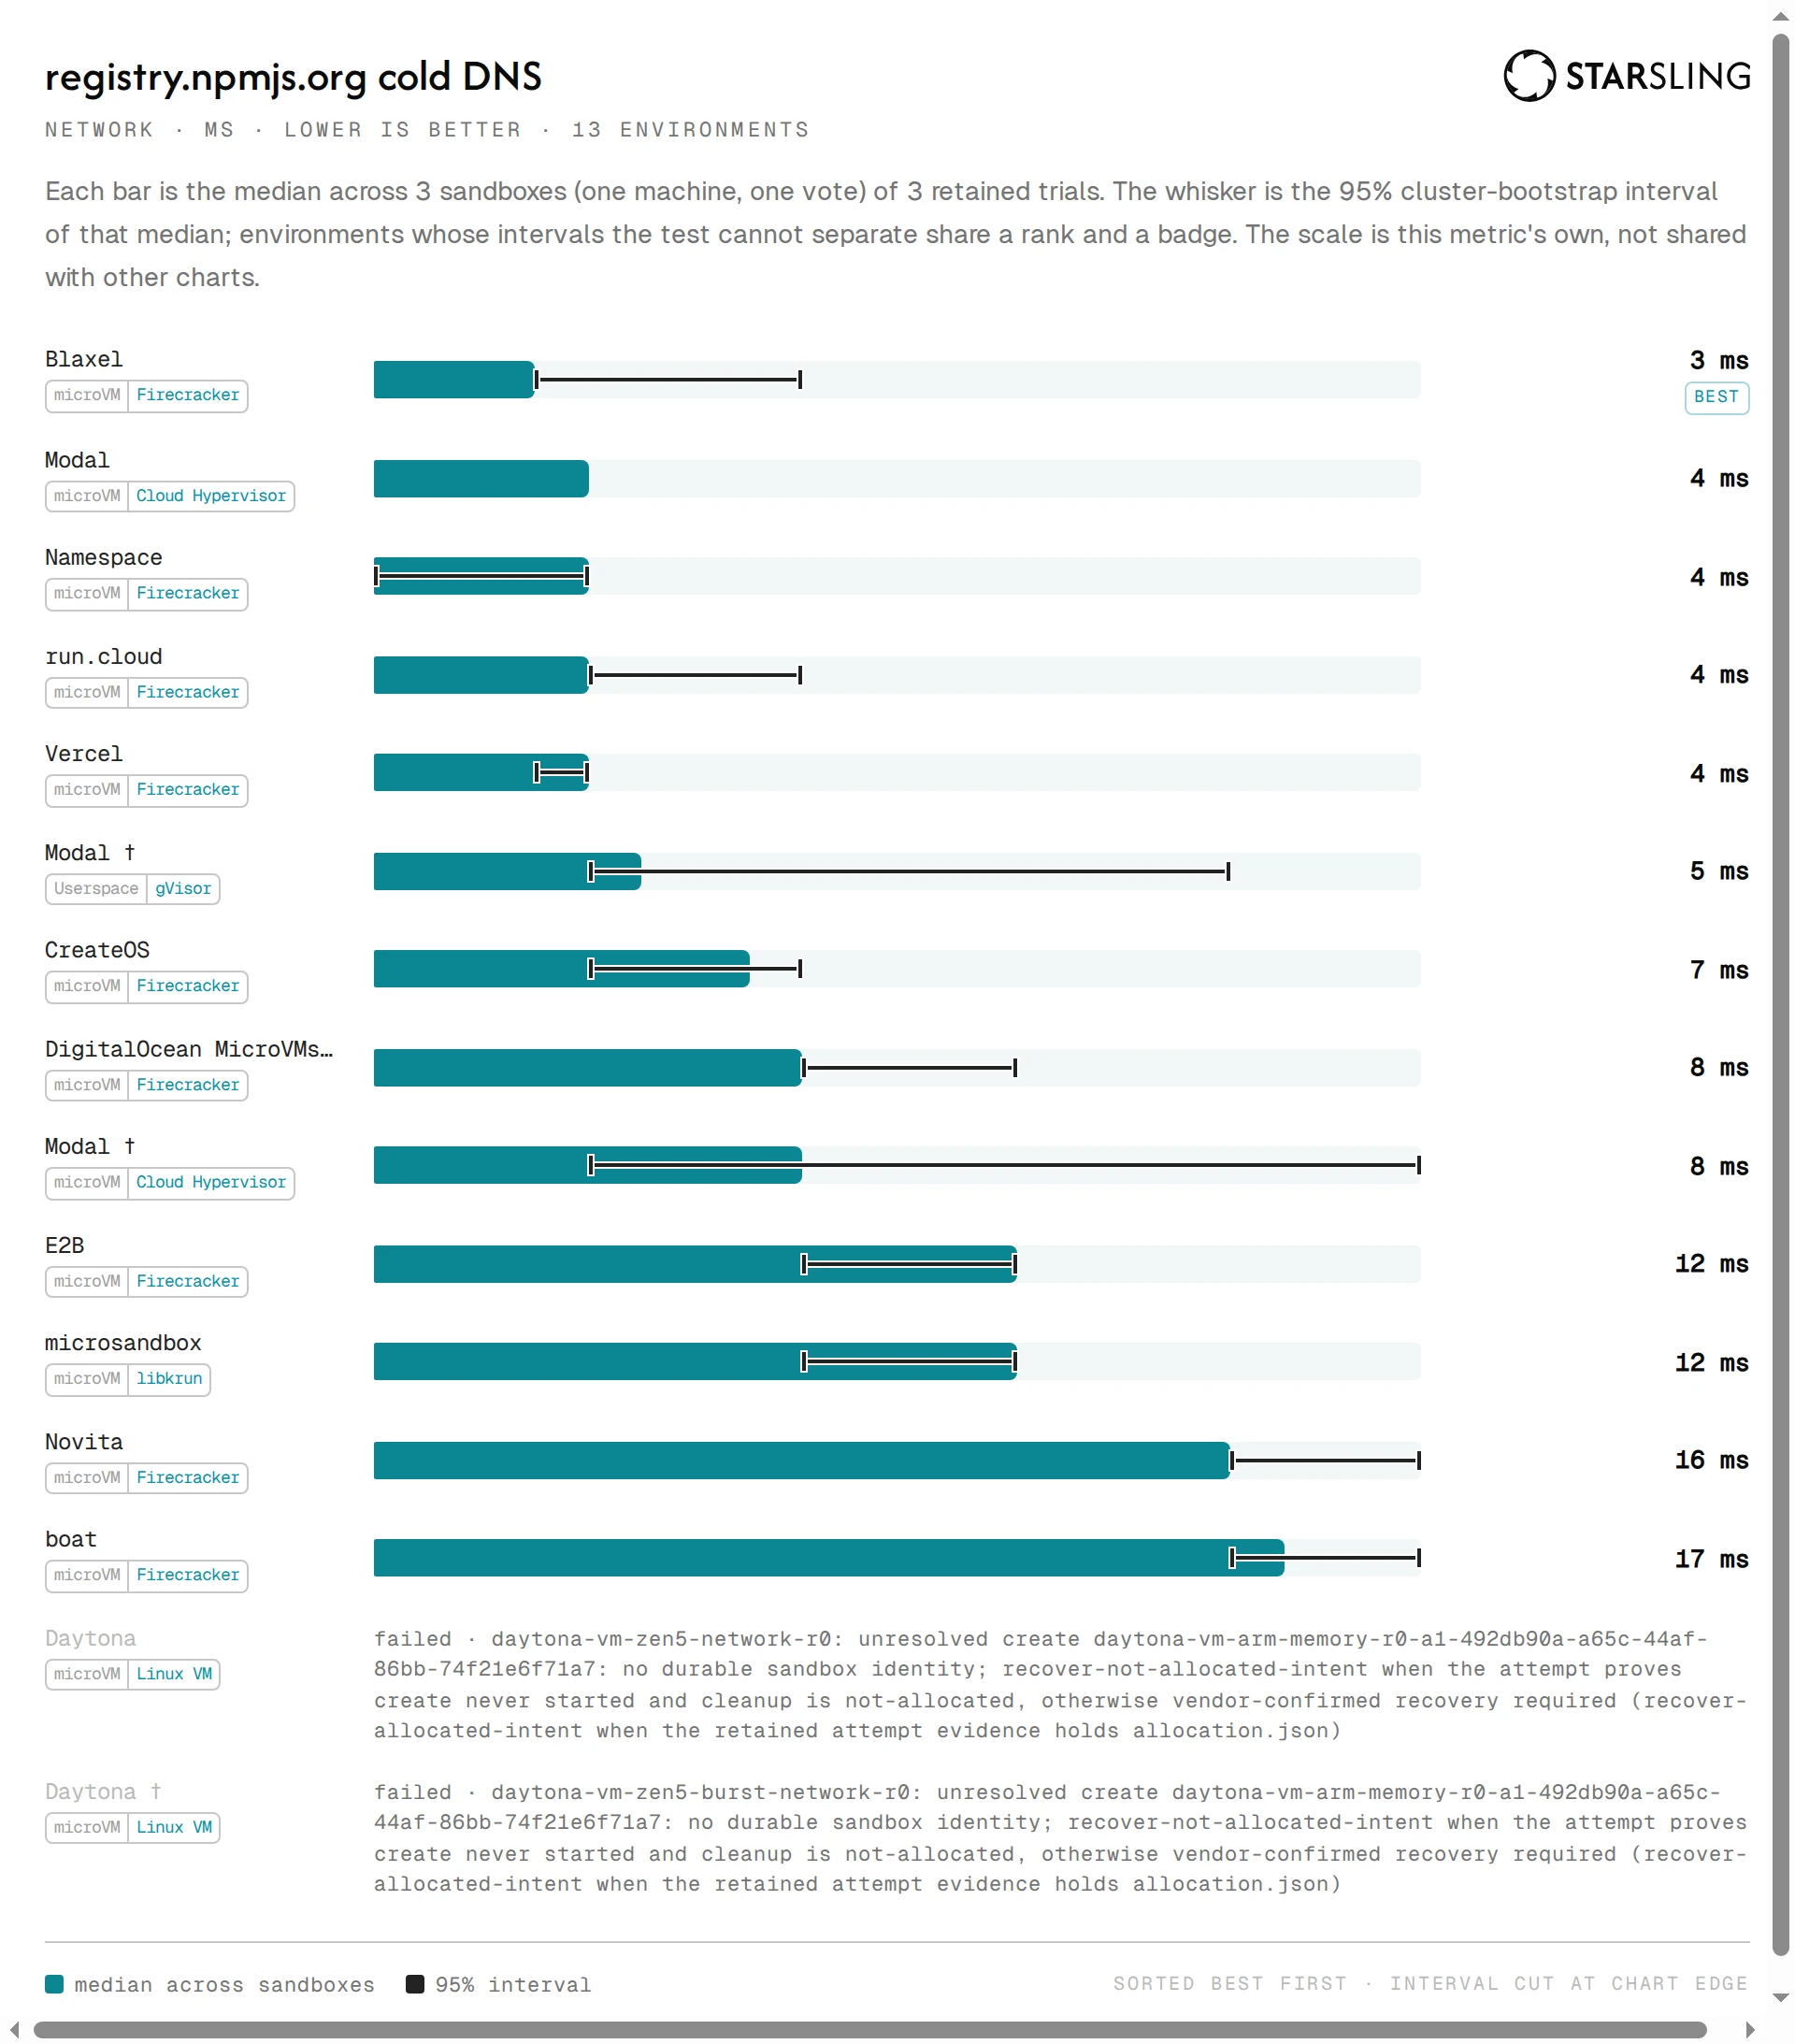 registry.npmjs.org cold DNS
STARSLING
NETWORK · MS · LOWER IS BETTER · 13 ENVIRONMENTS
Each bar is the median across 3 sandboxes (one machine, one vote) of 3 retained trials. The whisker is the 95% cluster-bootstrap interval
of that median; environments whose intervals the test cannot separate share a rank and a badge. The scale is this metric's own, not shared
with other charts.
Blaxel
microVM Firecracker
3 ms
BEST
Modal
microVM Cloud Hypervisor
4 ms
Namespace
microVM Firecracker
4 ms
run.cloud
microVM Firecracker
4 ms
Vercel
microVM Firecracker
4 ms
Modal †
Userspace gVisor
5 ms
CreateOS
microVM Firecracker
7 ms
DigitalOcean MicroVMs…
microVM Firecracker
8 ms
Modal †
microVM Cloud Hypervisor
8 ms
E2B
microVM Firecracker
12 ms
microsandbox
microVM libkrun
12 ms
Novita
microVM Firecracker
16 ms
boat
microVM Firecracker
17 ms
Daytona
microVM Linux VM
failed · daytona-vm-zen5-network-r0: unresolved create daytona-vm-arm-memory-r0-a1-492db90a-a65c-44af-
86bb-74f21e6f71a7: no durable sandbox identity; recover-not-allocated-intent when the attempt proves
create never started and cleanup is not-allocated, otherwise vendor-confirmed recovery required (recover-
allocated-intent when the retained attempt evidence holds allocation.json)
Daytona †
microVM Linux VM
failed · daytona-vm-zen5-burst-network-r0: unresolved create daytona-vm-arm-memory-r0-a1-492db90a-a65c-
44af-86bb-74f21e6f71a7: no durable sandbox identity; recover-not-allocated-intent when the attempt proves
create never started and cleanup is not-allocated, otherwise vendor-confirmed recovery required (recover-
allocated-intent when the retained attempt evidence holds allocation.json)
median across sandboxes
95% interval
SORTED BEST FIRST · INTERVAL CUT AT CHART EDGE